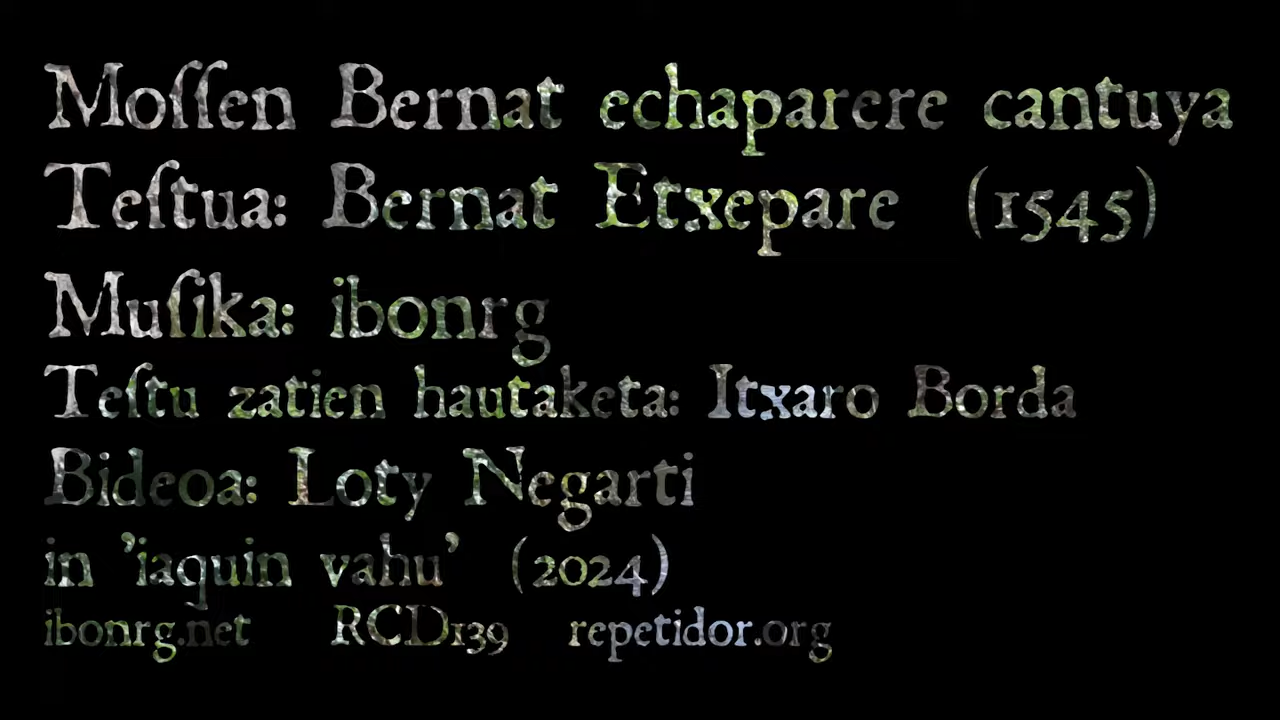 Moſſen Bernat echaparere cantuya
Teſtua: Bernat Etxepare (1545)
Muſika: ibonrg
Teſtu zatien hautaketa: Itxaro Borda
Bideoa: Loty Negarti
in 'iaquin vahu' (2024)
ibonrg.net RCD139 repetidor.org